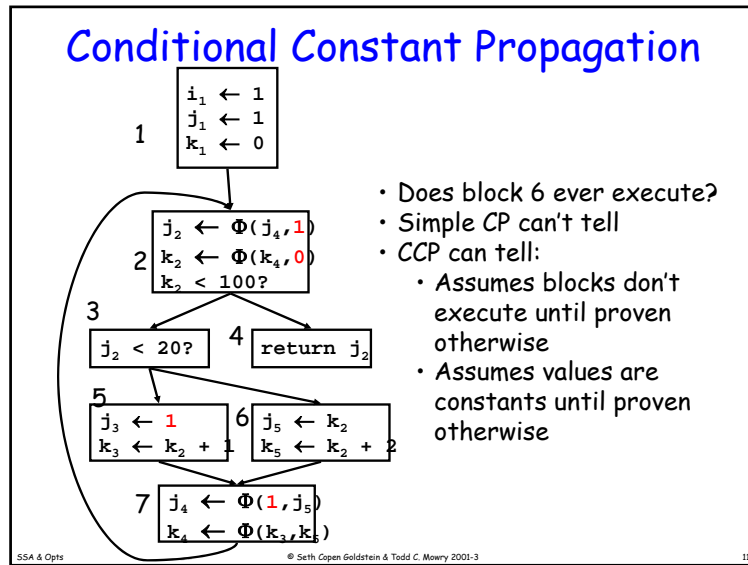 Conditional Constant Propagation
1
i₁ ← 1
j₁ ← 1
k₁ ← 0
2
j₂ ← Φ(j₄,1)
k₂ ← Φ(k₄,0)
k₂ < 100?
3
j₂ < 20?
4
return j₂
5
j₃ ← 1
k₃ ← k₂ + 1
6
j₅ ← k₂
k₅ ← k₂ + 2
7
j₄ ← Φ(1,j₅)
k₄ ← Φ(k₃,k₅)
• Does block 6 ever execute?
• Simple CP can't tell
• CCP can tell:
• Assumes blocks don't
execute until proven
otherwise
• Assumes values are
constants until proven
otherwise
SSA & Opts
© Seth Copen Goldstein & Todd C. Mowry 2001-3
11